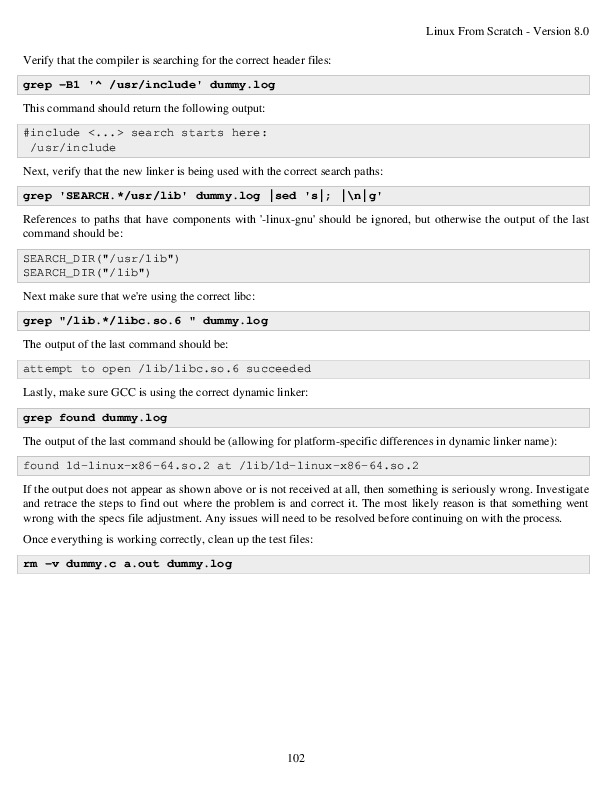 Linux From Scratch - Version 8.0
Verify that the compiler is searching for the correct header files:
grep -B1 '^ /usr/include' dummy.log
This command should return the following output:
#include <...> search starts here:
 /usr/include
Next, verify that the new linker is being used with the correct search paths:
grep 'SEARCH.*/usr/lib' dummy.log |sed 's|; |\n|g'
References to paths that have components with '-linux-gnu' should be ignored, but otherwise the output of the last
command should be:
SEARCH_DIR("/usr/lib")
SEARCH_DIR("/lib")
Next make sure that we're using the correct libc:
grep "/lib.*/libc.so.6 " dummy.log
The output of the last command should be:
attempt to open /lib/libc.so.6 succeeded
Lastly, make sure GCC is using the correct dynamic linker:
grep found dummy.log
The output of the last command should be (allowing for platform-specific differences in dynamic linker name):
found ld-linux-x86-64.so.2 at /lib/ld-linux-x86-64.so.2
If the output does not appear as shown above or is not received at all, then something is seriously wrong. Investigate
and retrace the steps to find out where the problem is and correct it. The most likely reason is that something went
wrong with the specs file adjustment. Any issues will need to be resolved before continuing on with the process.
Once everything is working correctly, clean up the test files:
rm -v dummy.c a.out dummy.log
102